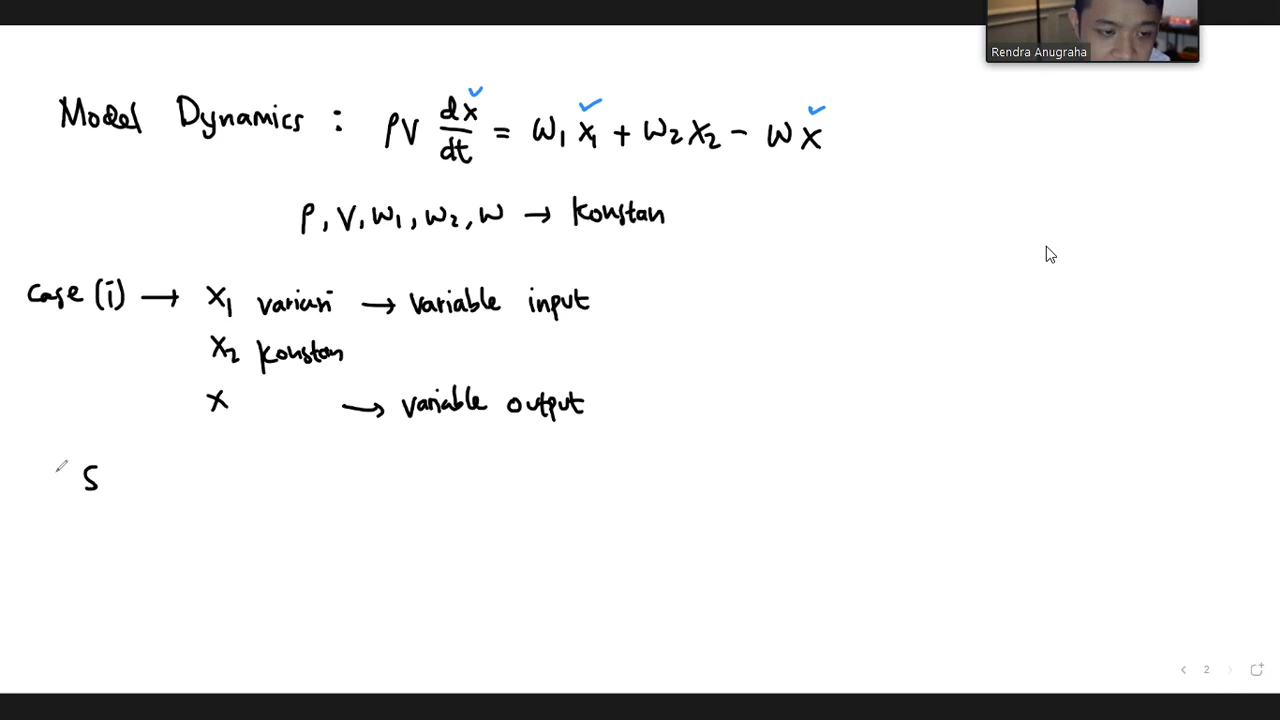 Rendra Anugraha
Model Dynamics : ρV dx/dt = w₁ x₁ + w₂ x₂ - w x
ρ, V, w₁, w₂, w → Konstan
Case (i) → x₁ varian → variable input
x₂ konstan
x → variable output
S
2